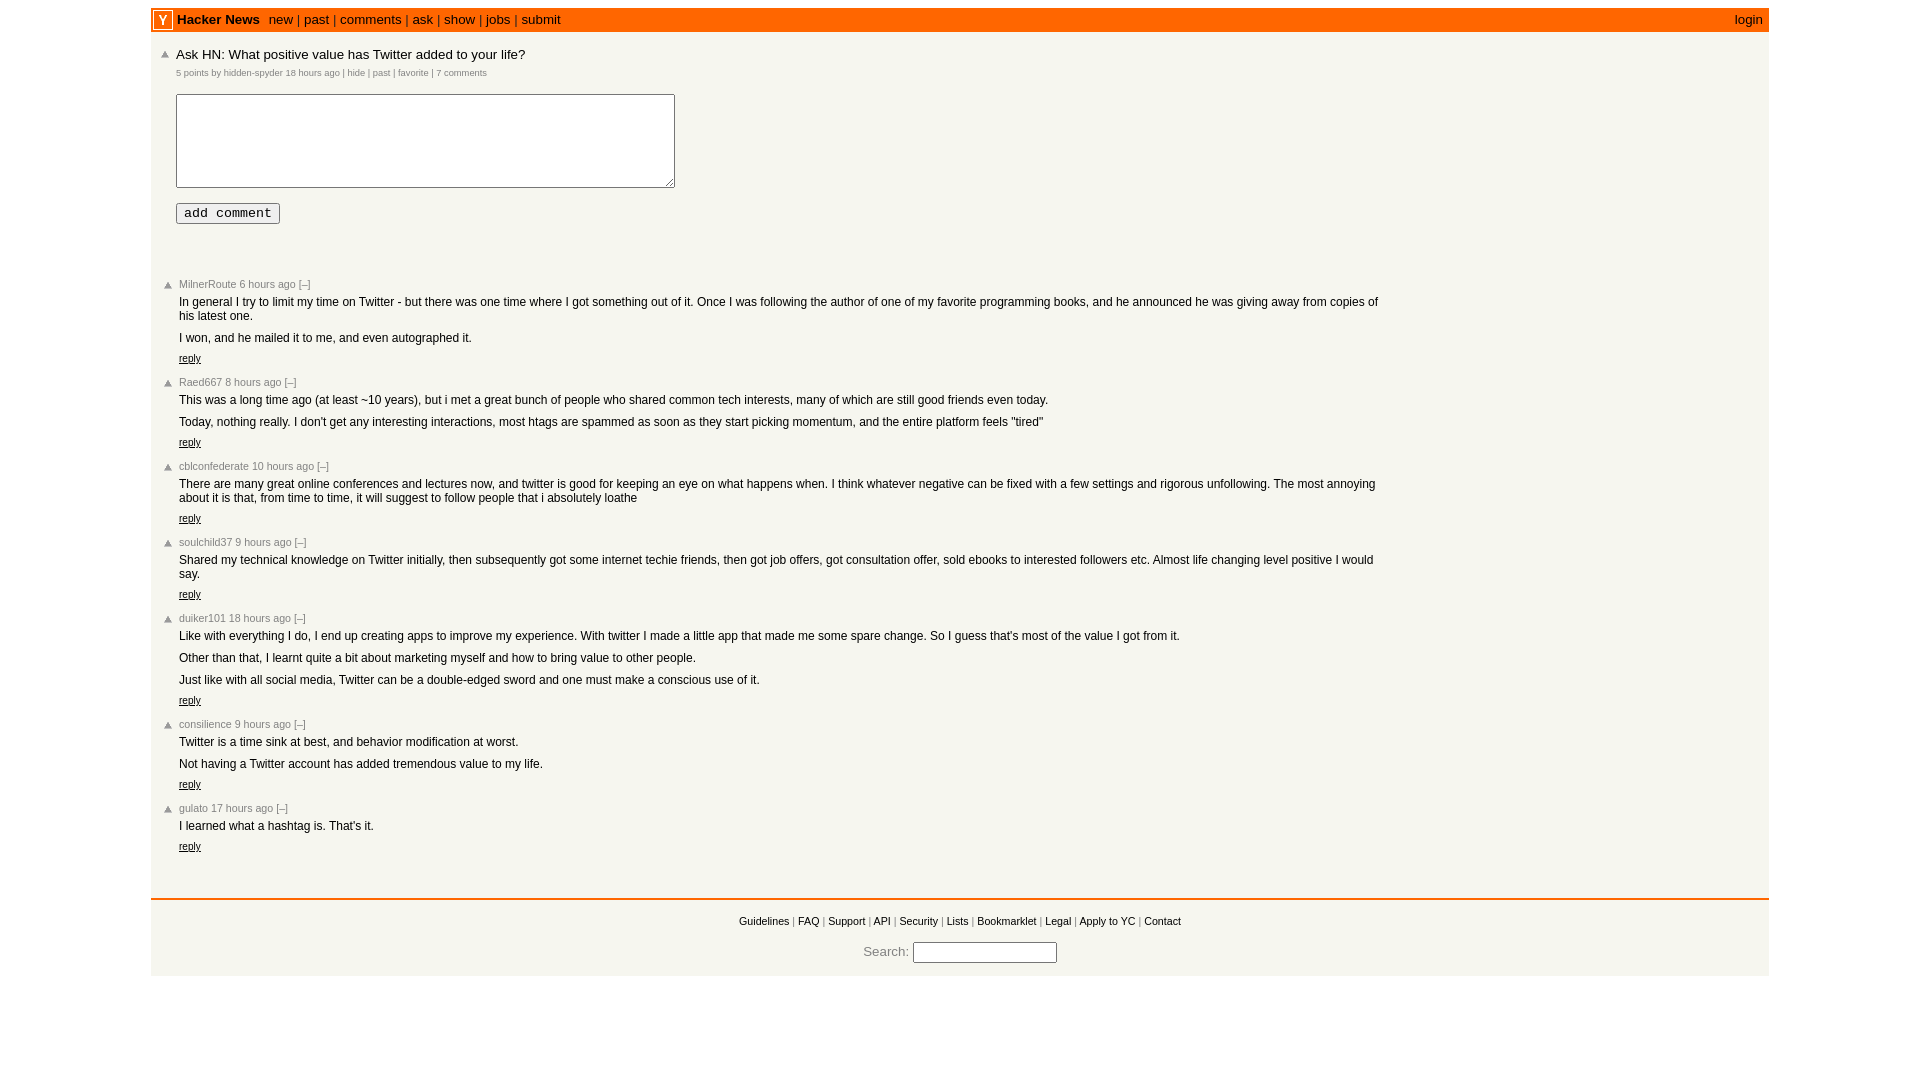 Y Hacker News new | past | comments | ask | show | jobs | submit login
Ask HN: What positive value has Twitter added to your life?
5 points by hidden-spyder 18 hours ago | hide | past | favorite | 7 comments
add comment
MilnerRoute 6 hours ago [–]
In general I try to limit my time on Twitter - but there was one time where I got something out of it. Once I was following the author of one of my favorite programming books, and he announced he was giving away from copies of
his latest one.
I won, and he mailed it to me, and even autographed it.
reply
Raed667 8 hours ago [–]
This was a long time ago (at least ~10 years), but i met a great bunch of people who shared common tech interests, many of which are still good friends even today.
Today, nothing really. I don't get any interesting interactions, most htags are spammed as soon as they start picking momentum, and the entire platform feels "tired"
reply
cblconfederate 10 hours ago [–]
There are many great online conferences and lectures now, and twitter is good for keeping an eye on what happens when. I think whatever negative can be fixed with a few settings and rigorous unfollowing. The most annoying
about it is that, from time to time, it will suggest to follow people that i absolutely loathe
reply
soulchild37 9 hours ago [–]
Shared my technical knowledge on Twitter initially, then subsequently got some internet techie friends, then got job offers, got consultation offer, sold ebooks to interested followers etc. Almost life changing level positive I would
say.
reply
duiker101 18 hours ago [–]
Like with everything I do, I end up creating apps to improve my experience. With twitter I made a little app that made me some spare change. So I guess that's most of the value I got from it.
Other than that, I learnt quite a bit about marketing myself and how to bring value to other people.
Just like with all social media, Twitter can be a double-edged sword and one must make a conscious use of it.
reply
consilience 9 hours ago [–]
Twitter is a time sink at best, and behavior modification at worst.
Not having a Twitter account has added tremendous value to my life.
reply
gulato 17 hours ago [–]
I learned what a hashtag is. That's it.
reply
Guidelines | FAQ | Support | API | Security | Lists | Bookmarklet | Legal | Apply to YC | Contact
Search: